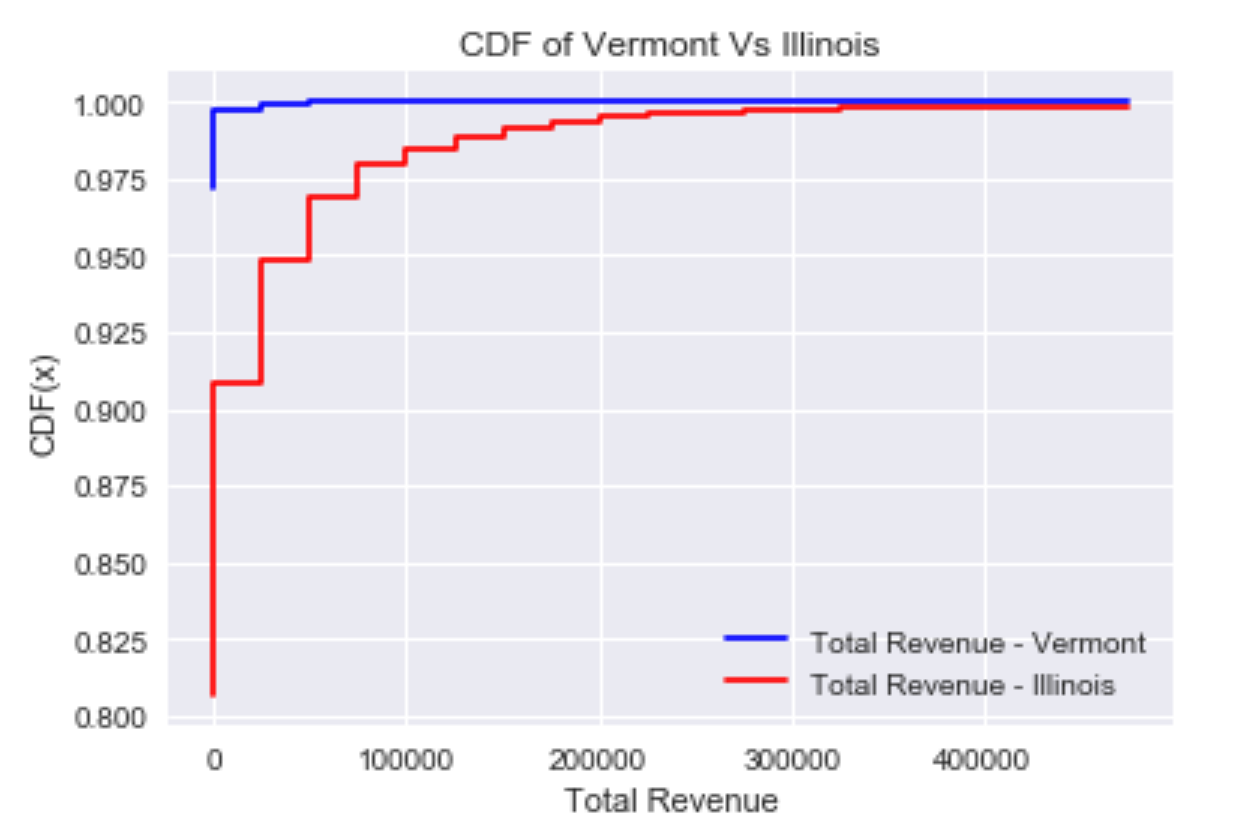 CDF of Vermont Vs Illinois
1.000
0.975
0.950
0.925
0.900
0.875
0.850
0.825
0.800
CDF(x)
Total Revenue - Vermont
Total Revenue - Illinois
0 100000 200000 300000 400000
Total Revenue